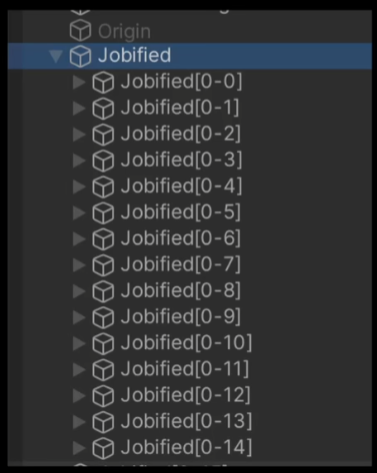 Origin
Jobified
Jobified[0-0]
Jobified[0-1]
Jobified[0-2]
Jobified[0-3]
Jobified[0-4]
Jobified[0-5]
Jobified[0-6]
Jobified[0-7]
Jobified[0-8]
Jobified[0-9]
Jobified[0-10]
Jobified[0-11]
Jobified[0-12]
Jobified[0-13]
Jobified[0-14]